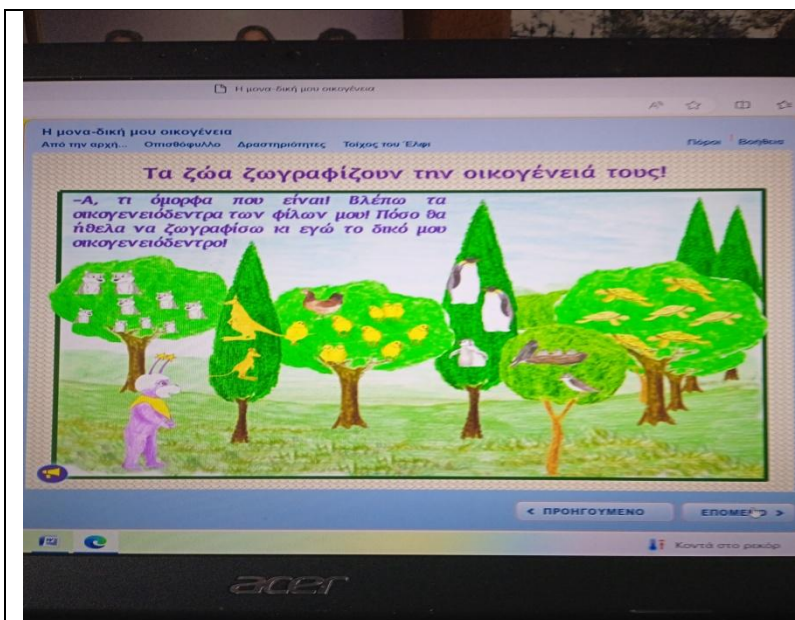 Η μονα-δική μου οικογένεια
Η μονα-δική μου οικογένεια
Από την αρχή... Οπισθόφυλλο Δραστηριότητες Τοίχος του Έλφι Πόροι Βοήθεια
Τα ζώα ζωγραφίζουν την οικογένειά τους!
–Α, τι όμορφα που είναι! Βλέπω τα
οικογενειόδεντρα των φίλων μου! Πόσο θα
ήθελα να ζωγραφίσω κι εγώ το δικό μου
οικογενειόδεντρο!
< ΠΡΟΗΓΟΥΜΕΝΟ ΕΠΟΜΕΝΟ >
Κοντά στο ρεκόρ
acer